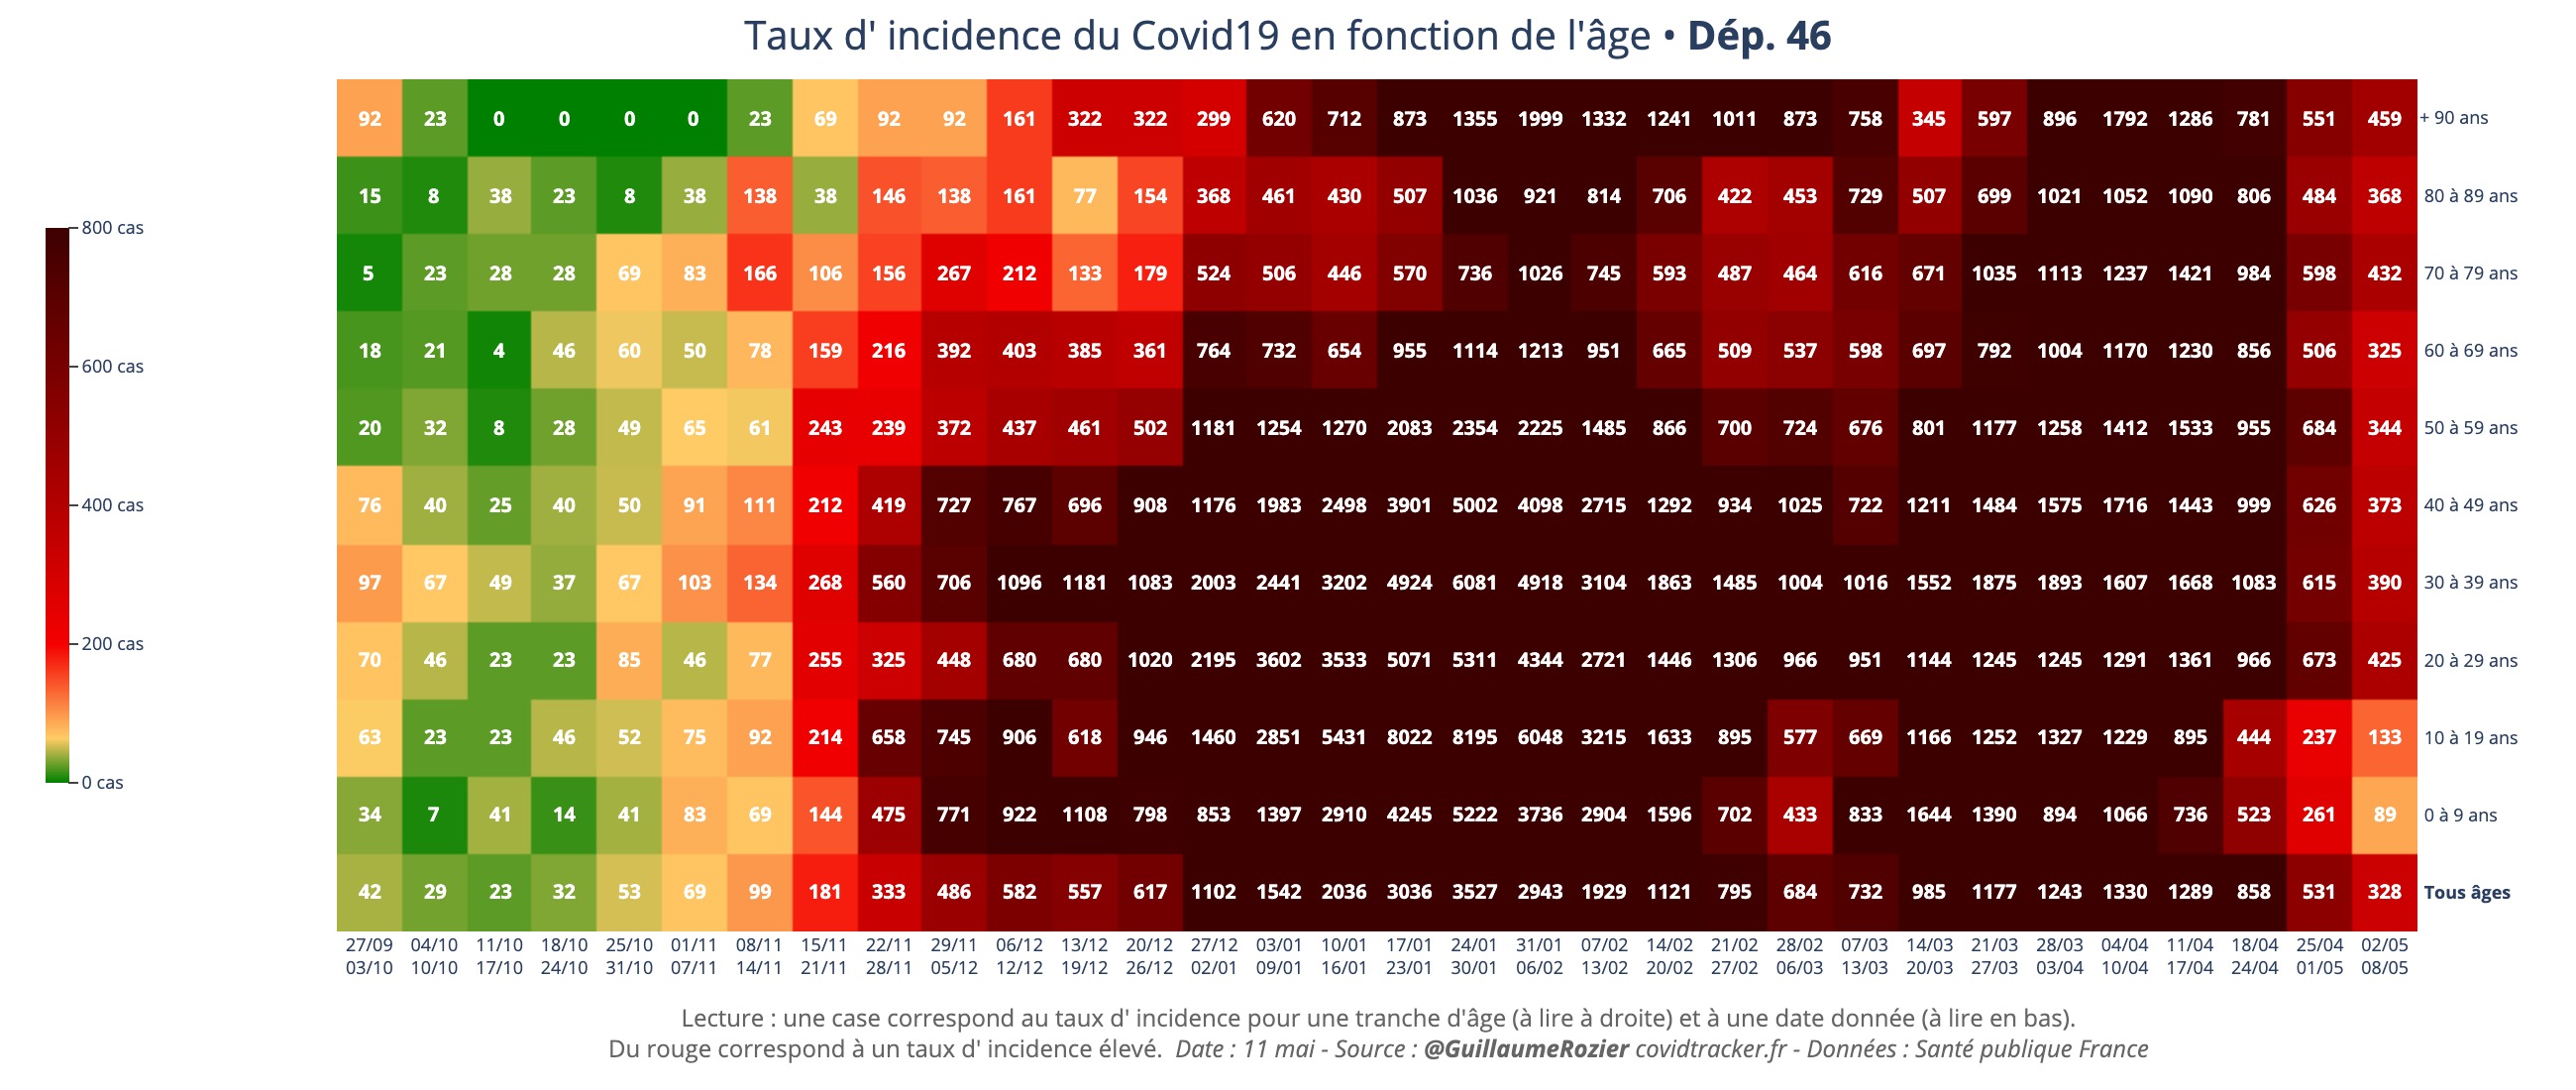 Taux d' incidence du Covid19 en fonction de l'âge • Dép. 46
800 cas
600 cas
400 cas
200 cas
0 cas
92 23 0 0 0 0 23 69 92 92 161 322 322 299 620 712 873 1355 1999 1332 1241 1011 873 758 345 597 896 1792 1286 781 551 459 + 90 ans
15 8 38 23 8 38 138 38 146 138 161 77 154 368 461 430 507 1036 921 814 706 422 453 729 507 699 1021 1052 1090 806 484 368 80 à 89 ans
5 23 28 28 69 83 166 106 156 267 212 133 179 524 506 446 570 736 1026 745 593 487 464 616 671 1035 1113 1237 1421 984 598 432 70 à 79 ans
18 21 4 46 60 50 78 159 216 392 403 385 361 764 732 654 955 1114 1213 951 665 509 537 598 697 792 1004 1170 1230 856 506 325 60 à 69 ans
20 32 8 28 49 65 61 243 239 372 437 461 502 1181 1254 1270 2083 2354 2225 1485 866 700 724 676 801 1177 1258 1412 1533 955 684 344 50 à 59 ans
76 40 25 40 50 91 111 212 419 727 767 696 908 1176 1983 2498 3901 5002 4098 2715 1292 934 1025 722 1211 1484 1575 1716 1443 999 626 373 40 à 49 ans
97 67 49 37 67 103 134 268 560 706 1096 1181 1083 2003 2441 3202 4924 6081 4918 3104 1863 1485 1004 1016 1552 1875 1893 1607 1668 1083 615 390 30 à 39 ans
70 46 23 23 85 46 77 255 325 448 680 680 1020 2195 3602 3533 5071 5311 4344 2721 1446 1306 966 951 1144 1245 1245 1291 1361 966 673 425 20 à 29 ans
63 23 23 46 52 75 92 214 658 745 906 618 946 1460 2851 5431 8022 8195 6048 3215 1633 895 577 669 1166 1252 1327 1229 895 444 237 133 10 à 19 ans
34 7 41 14 41 83 69 144 475 771 922 1108 798 853 1397 2910 4245 5222 3736 2904 1596 702 433 833 1644 1390 894 1066 736 523 261 89 0 à 9 ans
42 29 23 32 53 69 99 181 333 486 582 557 617 1102 1542 2036 3036 3527 2943 1929 1121 795 684 732 985 1177 1243 1330 1289 858 531 328 Tous âges
27/09 04/10 11/10 18/10 25/10 01/11 08/11 15/11 22/11 29/11 06/12 13/12 20/12 27/12 03/01 10/01 17/01 24/01 31/01 07/02 14/02 21/02 28/02 07/03 14/03 21/03 28/03 04/04 11/04 18/04 25/04 02/05
03/10 10/10 17/10 24/10 31/10 07/11 14/11 21/11 28/11 05/12 12/12 19/12 26/12 02/01 09/01 16/01 23/01 30/01 06/02 13/02 20/02 27/02 06/03 13/03 20/03 27/03 03/04 10/04 17/04 24/04 01/05 08/05
Lecture : une case correspond au taux d' incidence pour une tranche d'âge (à lire à droite) et à une date donnée (à lire en bas).
Du rouge correspond à un taux d' incidence élevé. Date : 11 mai - Source : @GuillaumeRozier covidtracker.fr - Données : Santé publique France